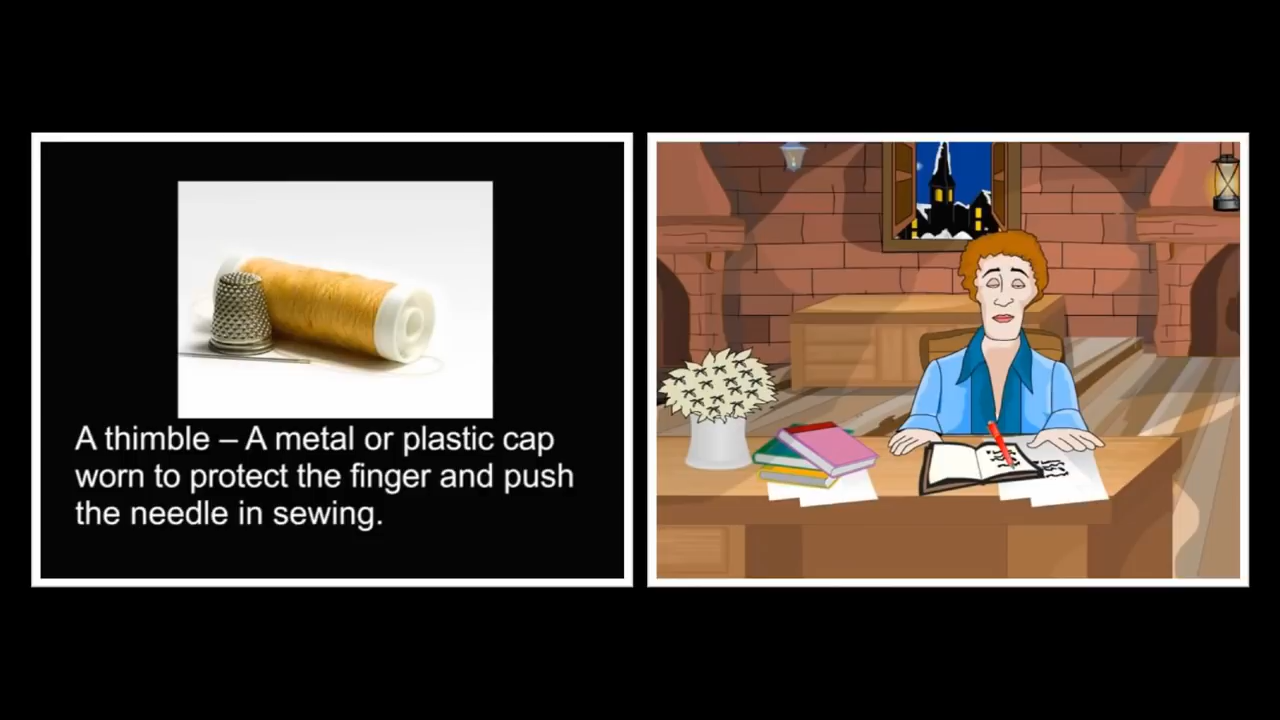 A thimble – A metal or plastic cap
worn to protect the finger and push
the needle in sewing.